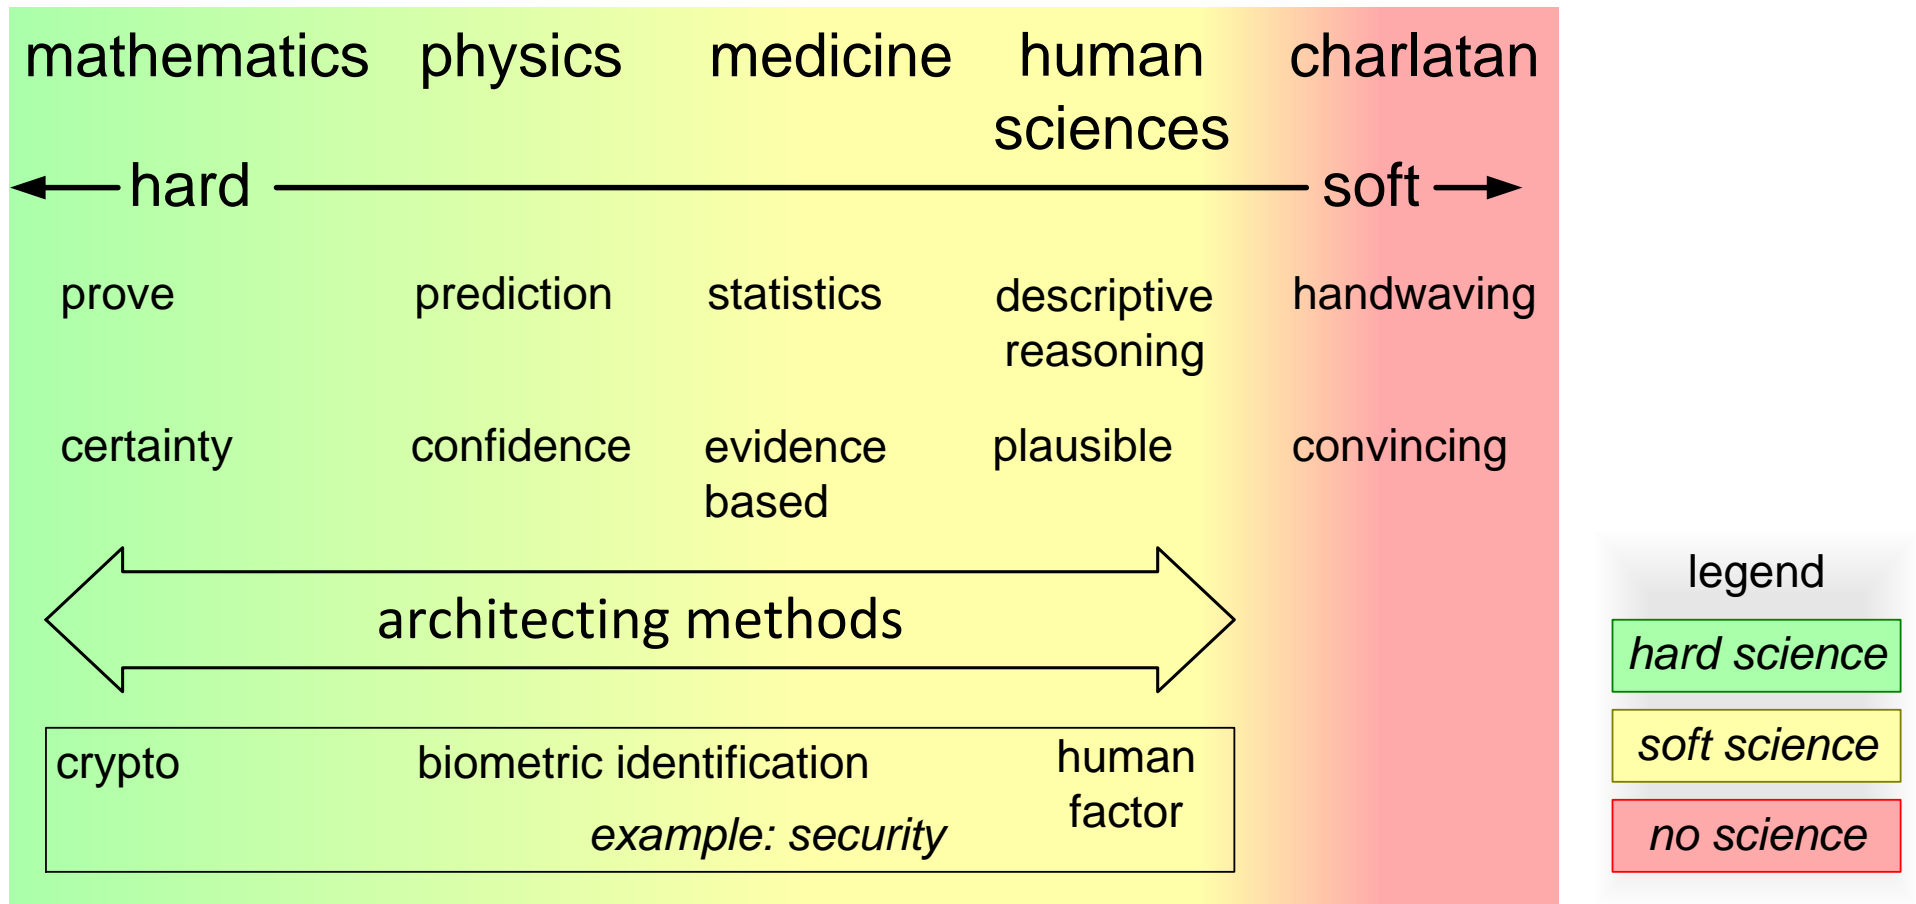 mathematics physics medicine human sciences charlatan
hard soft
prove prediction statistics descriptive reasoning handwaving
certainty confidence evidence based plausible convincing
architecting methods
crypto biometric identification human factor
example: security
legend
hard science
soft science
no science